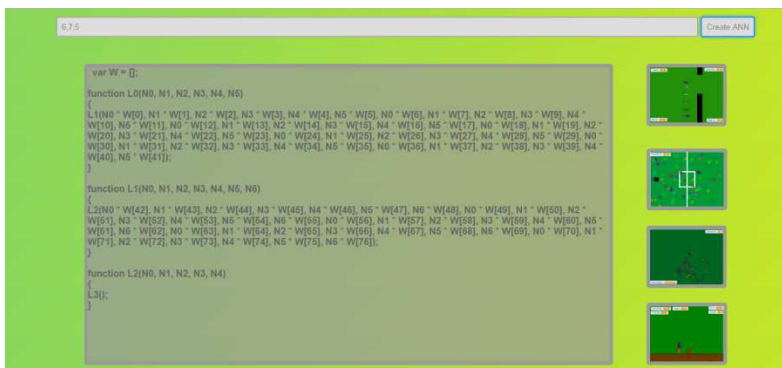 6,7,5
Create ANN
var W = [];
function L0(N0, N1, N2, N3, N4, N5)
{
L1(N0 * W[0], N1 * W[1], N2 * W[2], N3 * W[3], N4 * W[4], N5 * W[5], N0 * W[6], N1 * W[7], N2 * W[8], N3 * W[9], N4 *
W[10], N5 * W[11], N0 * W[12], N1 * W[13], N2 * W[14], N3 * W[15], N4 * W[16], N5 * W[17], N0 * W[18], N1 * W[19], N2 *
W[20], N3 * W[21], N4 * W[22], N5 * W[23], N0 * W[24], N1 * W[25], N2 * W[26], N3 * W[27], N4 * W[28], N5 * W[29], N0 *
W[30], N1 * W[31], N2 * W[32], N3 * W[33], N4 * W[34], N5 * W[35], N0 * W[36], N1 * W[37], N2 * W[38], N3 * W[39], N4 *
W[40], N5 * W[41]);
}
function L1(N0, N1, N2, N3, N4, N5, N6)
{
L2(N0 * W[42], N1 * W[43], N2 * W[44], N3 * W[45], N4 * W[46], N5 * W[47], N6 * W[48], N0 * W[49], N1 * W[50], N2 *
W[51], N3 * W[52], N4 * W[53], N5 * W[54], N6 * W[55], N0 * W[56], N1 * W[57], N2 * W[58], N3 * W[59], N4 * W[60], N5 *
W[61], N6 * W[62], N0 * W[63], N1 * W[64], N2 * W[65], N3 * W[66], N4 * W[67], N5 * W[68], N6 * W[69], N0 * W[70], N1 *
W[71], N2 * W[72], N3 * W[73], N4 * W[74], N5 * W[75], N6 * W[76]);
}
function L2(N0, N1, N2, N3, N4)
{
L3();
}